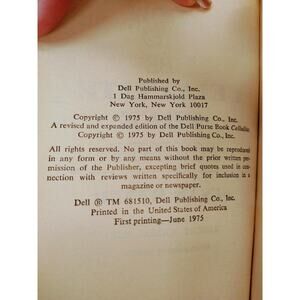 Published by
Dell Publishing Co., Inc.
1 Dag Hammarskjold Plaza
New York, New York 10017
Copyright © 1975 by Dell Publishing Co., Inc.
A revised and expanded edition of the Dell Purse Book Cellulite
Copyright © 1975 by Dell Publishing Co., Inc.
All rights reserved. No part of this book may be reproduced
in any form or by any means without the prior written per-
mission of the Publisher, excepting brief quotes used in con-
nection with reviews written specifically for inclusion in a
magazine or newspaper.
Dell ® TM 681510, Dell Publishing Co., Inc.
Printed in the United States of America
First printing—June 1975